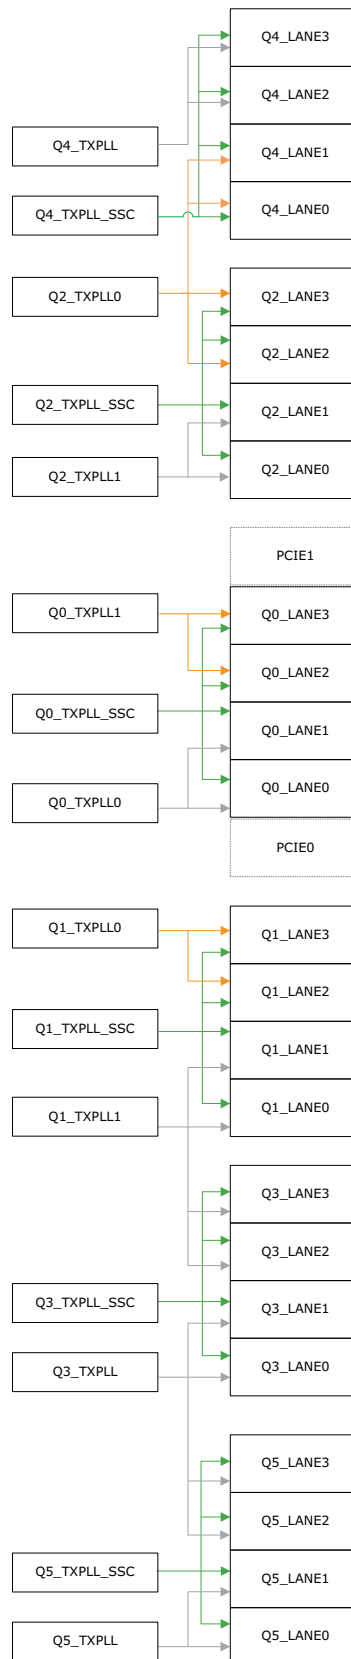 Q4_LANE3
Q4_LANE2
Q4_TXPLL
Q4_LANE1
Q4_TXPLL_SSC
Q4_LANE0
Q2_TXPLL0
Q2_LANE3
Q2_LANE2
Q2_TXPLL_SSC
Q2_LANE1
Q2_TXPLL1
Q2_LANE0
PCIE1
Q0_TXPLL1
Q0_LANE3
Q0_LANE2
Q0_TXPLL_SSC
Q0_LANE1
Q0_TXPLL0
Q0_LANE0
PCIE0
Q1_TXPLL0
Q1_LANE3
Q1_LANE2
Q1_TXPLL_SSC
Q1_LANE1
Q1_TXPLL1
Q1_LANE0
Q3_LANE3
Q3_LANE2
Q3_TXPLL_SSC
Q3_LANE1
Q3_TXPLL
Q3_LANE0
Q5_LANE3
Q5_LANE2
Q5_TXPLL_SSC
Q5_LANE1
Q5_TXPLL
Q5_LANE0